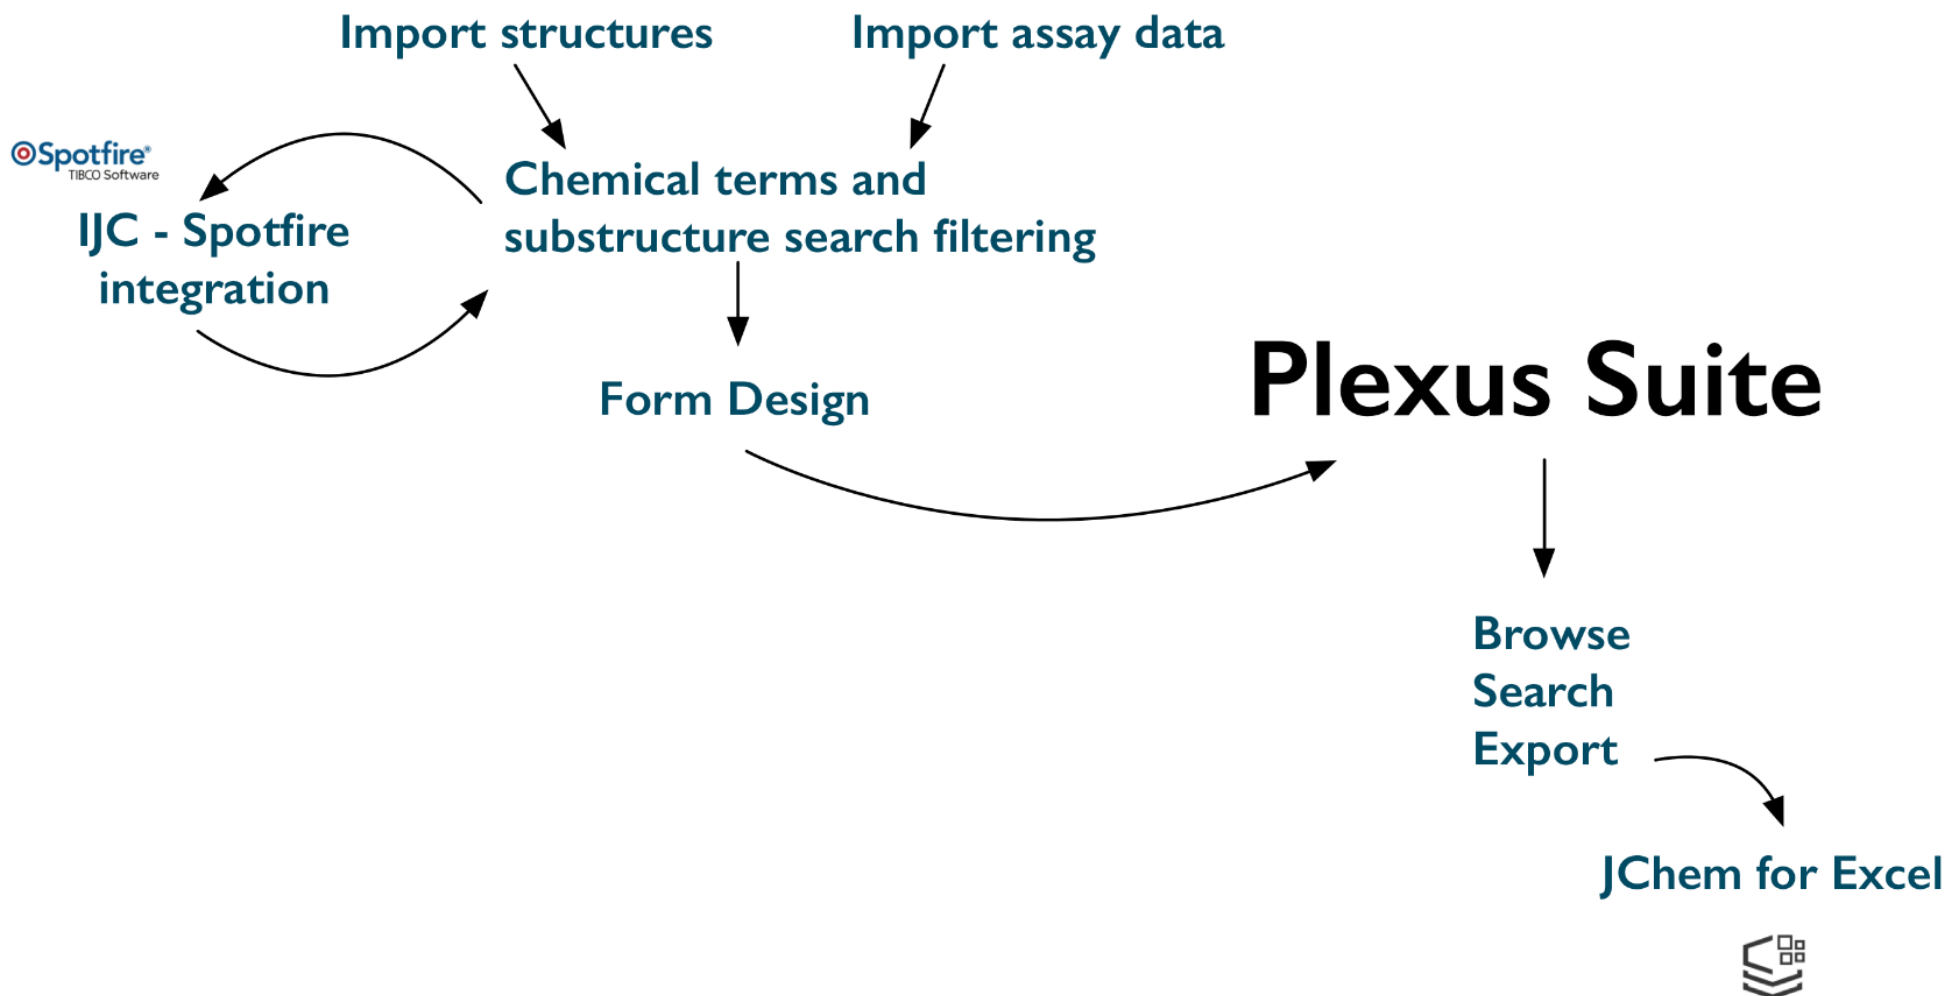 Import structures
Import assay data
Spotfire®
TIBCO Software
IJC - Spotfire
integration
Chemical terms and
substructure search filtering
Form Design
Plexus Suite
Browse
Search
Export
JChem for Excel